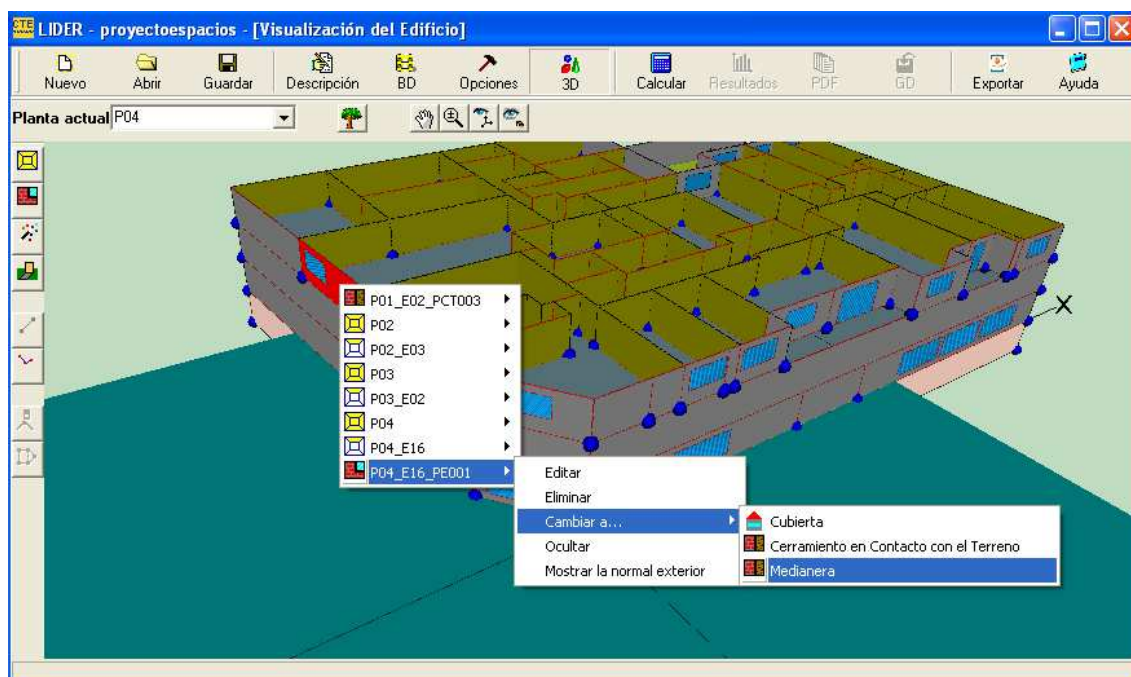 CTE LIDER - proyectoespacios - [Visualización del Edificio]
Nuevo Abrir Guardar Descripción BD Opciones 3D Calcular Resultados PDF GD Exportar Ayuda
Planta actual P04
X
P01_E02_PCT003
P02
P02_E03
P03
P03_E02
P04
P04_E16
P04_E16_PE001
Editar
Eliminar
Cambiar a...
Ocultar
Mostrar la normal exterior
Cubierta
Cerramiento en Contacto con el Terreno
Medianera